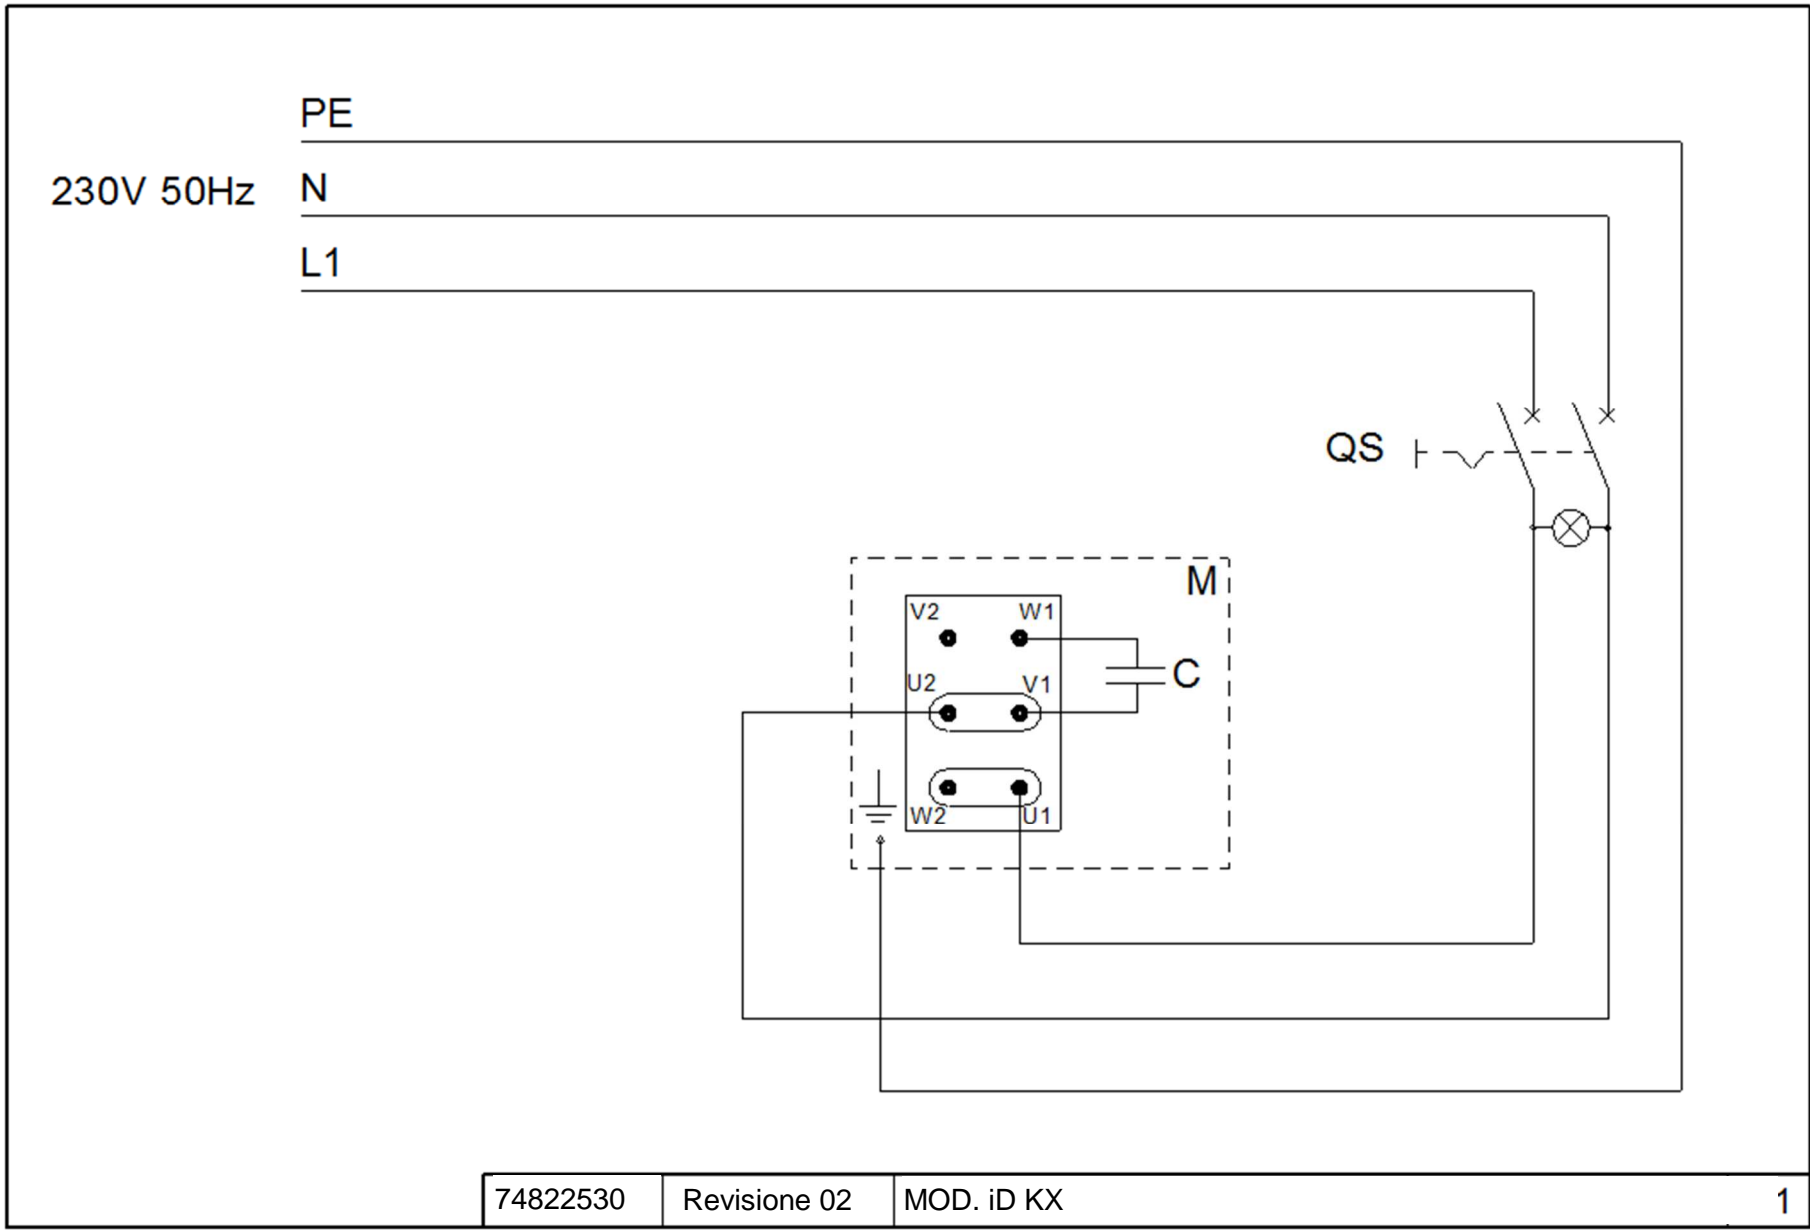 PE
230V 50Hz N
L1
QS
M
V2 W1
C
U2 V1
W2 U1
74822530 Revisione 02 MOD. iD KX 1